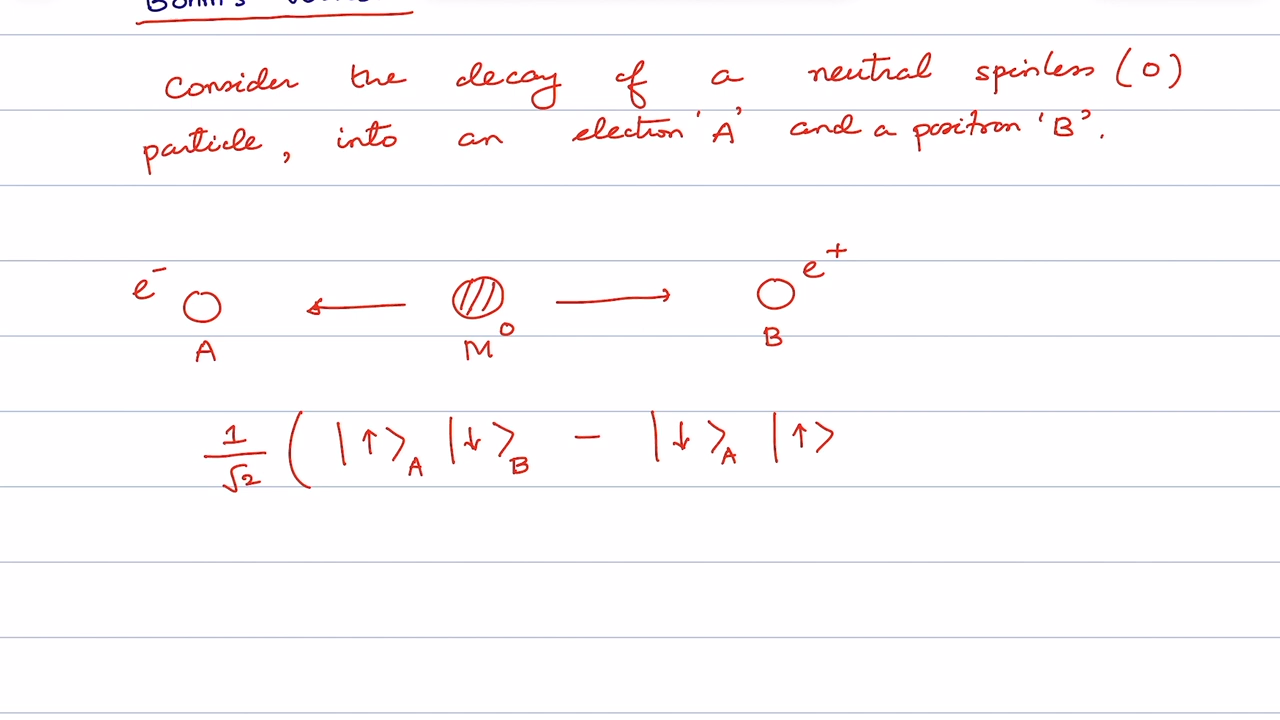 Consider the decay of a neutral spinless (0)
particle, into an electron 'A' and a positron 'B'.
e⁻ e⁺
A M⁰ B
1/√2 ( |↑⟩_A |↓⟩_B − |↓⟩_A |↑⟩